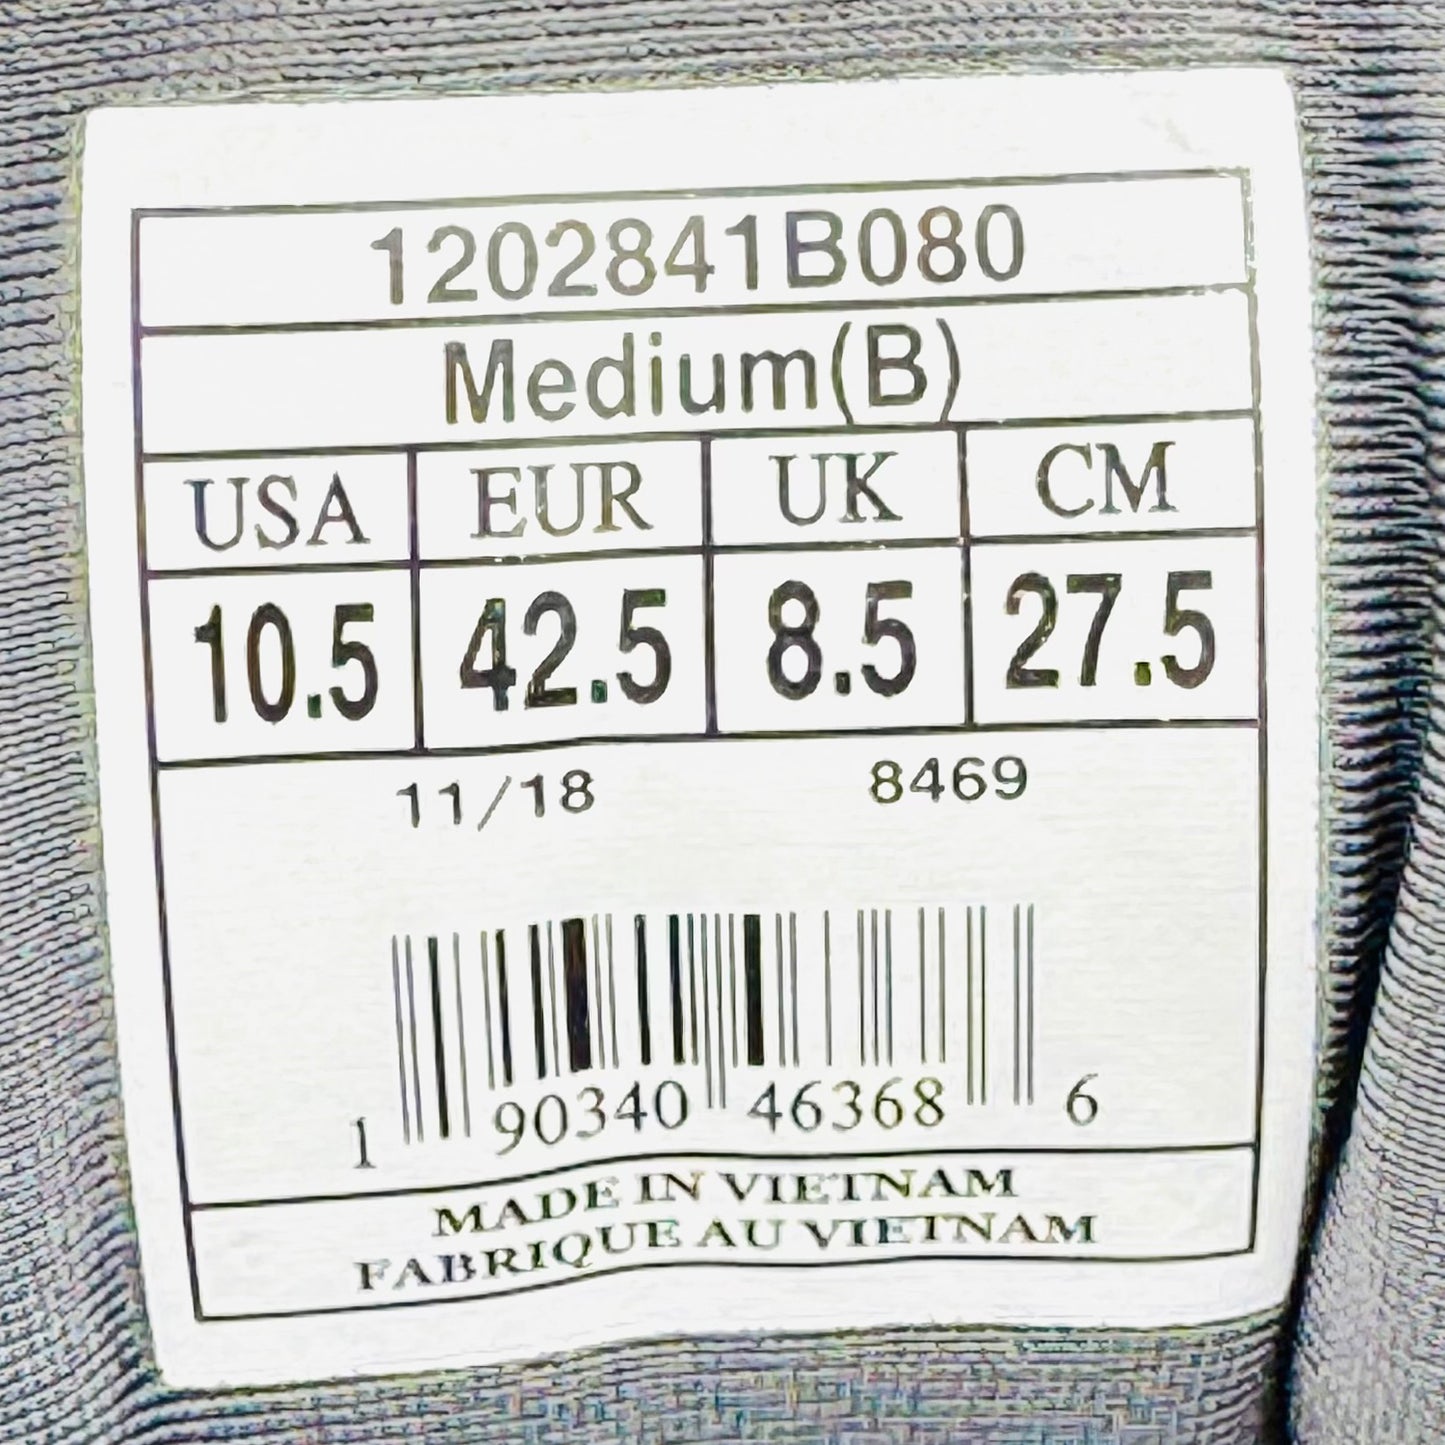 1202841B080
Medium(B)
USA EUR UK CM
10.5 42.5 8.5 27.5
11/18 8469
1 90340 46368 6
MADE IN VIETNAM
FABRIQUE AU VIETNAM